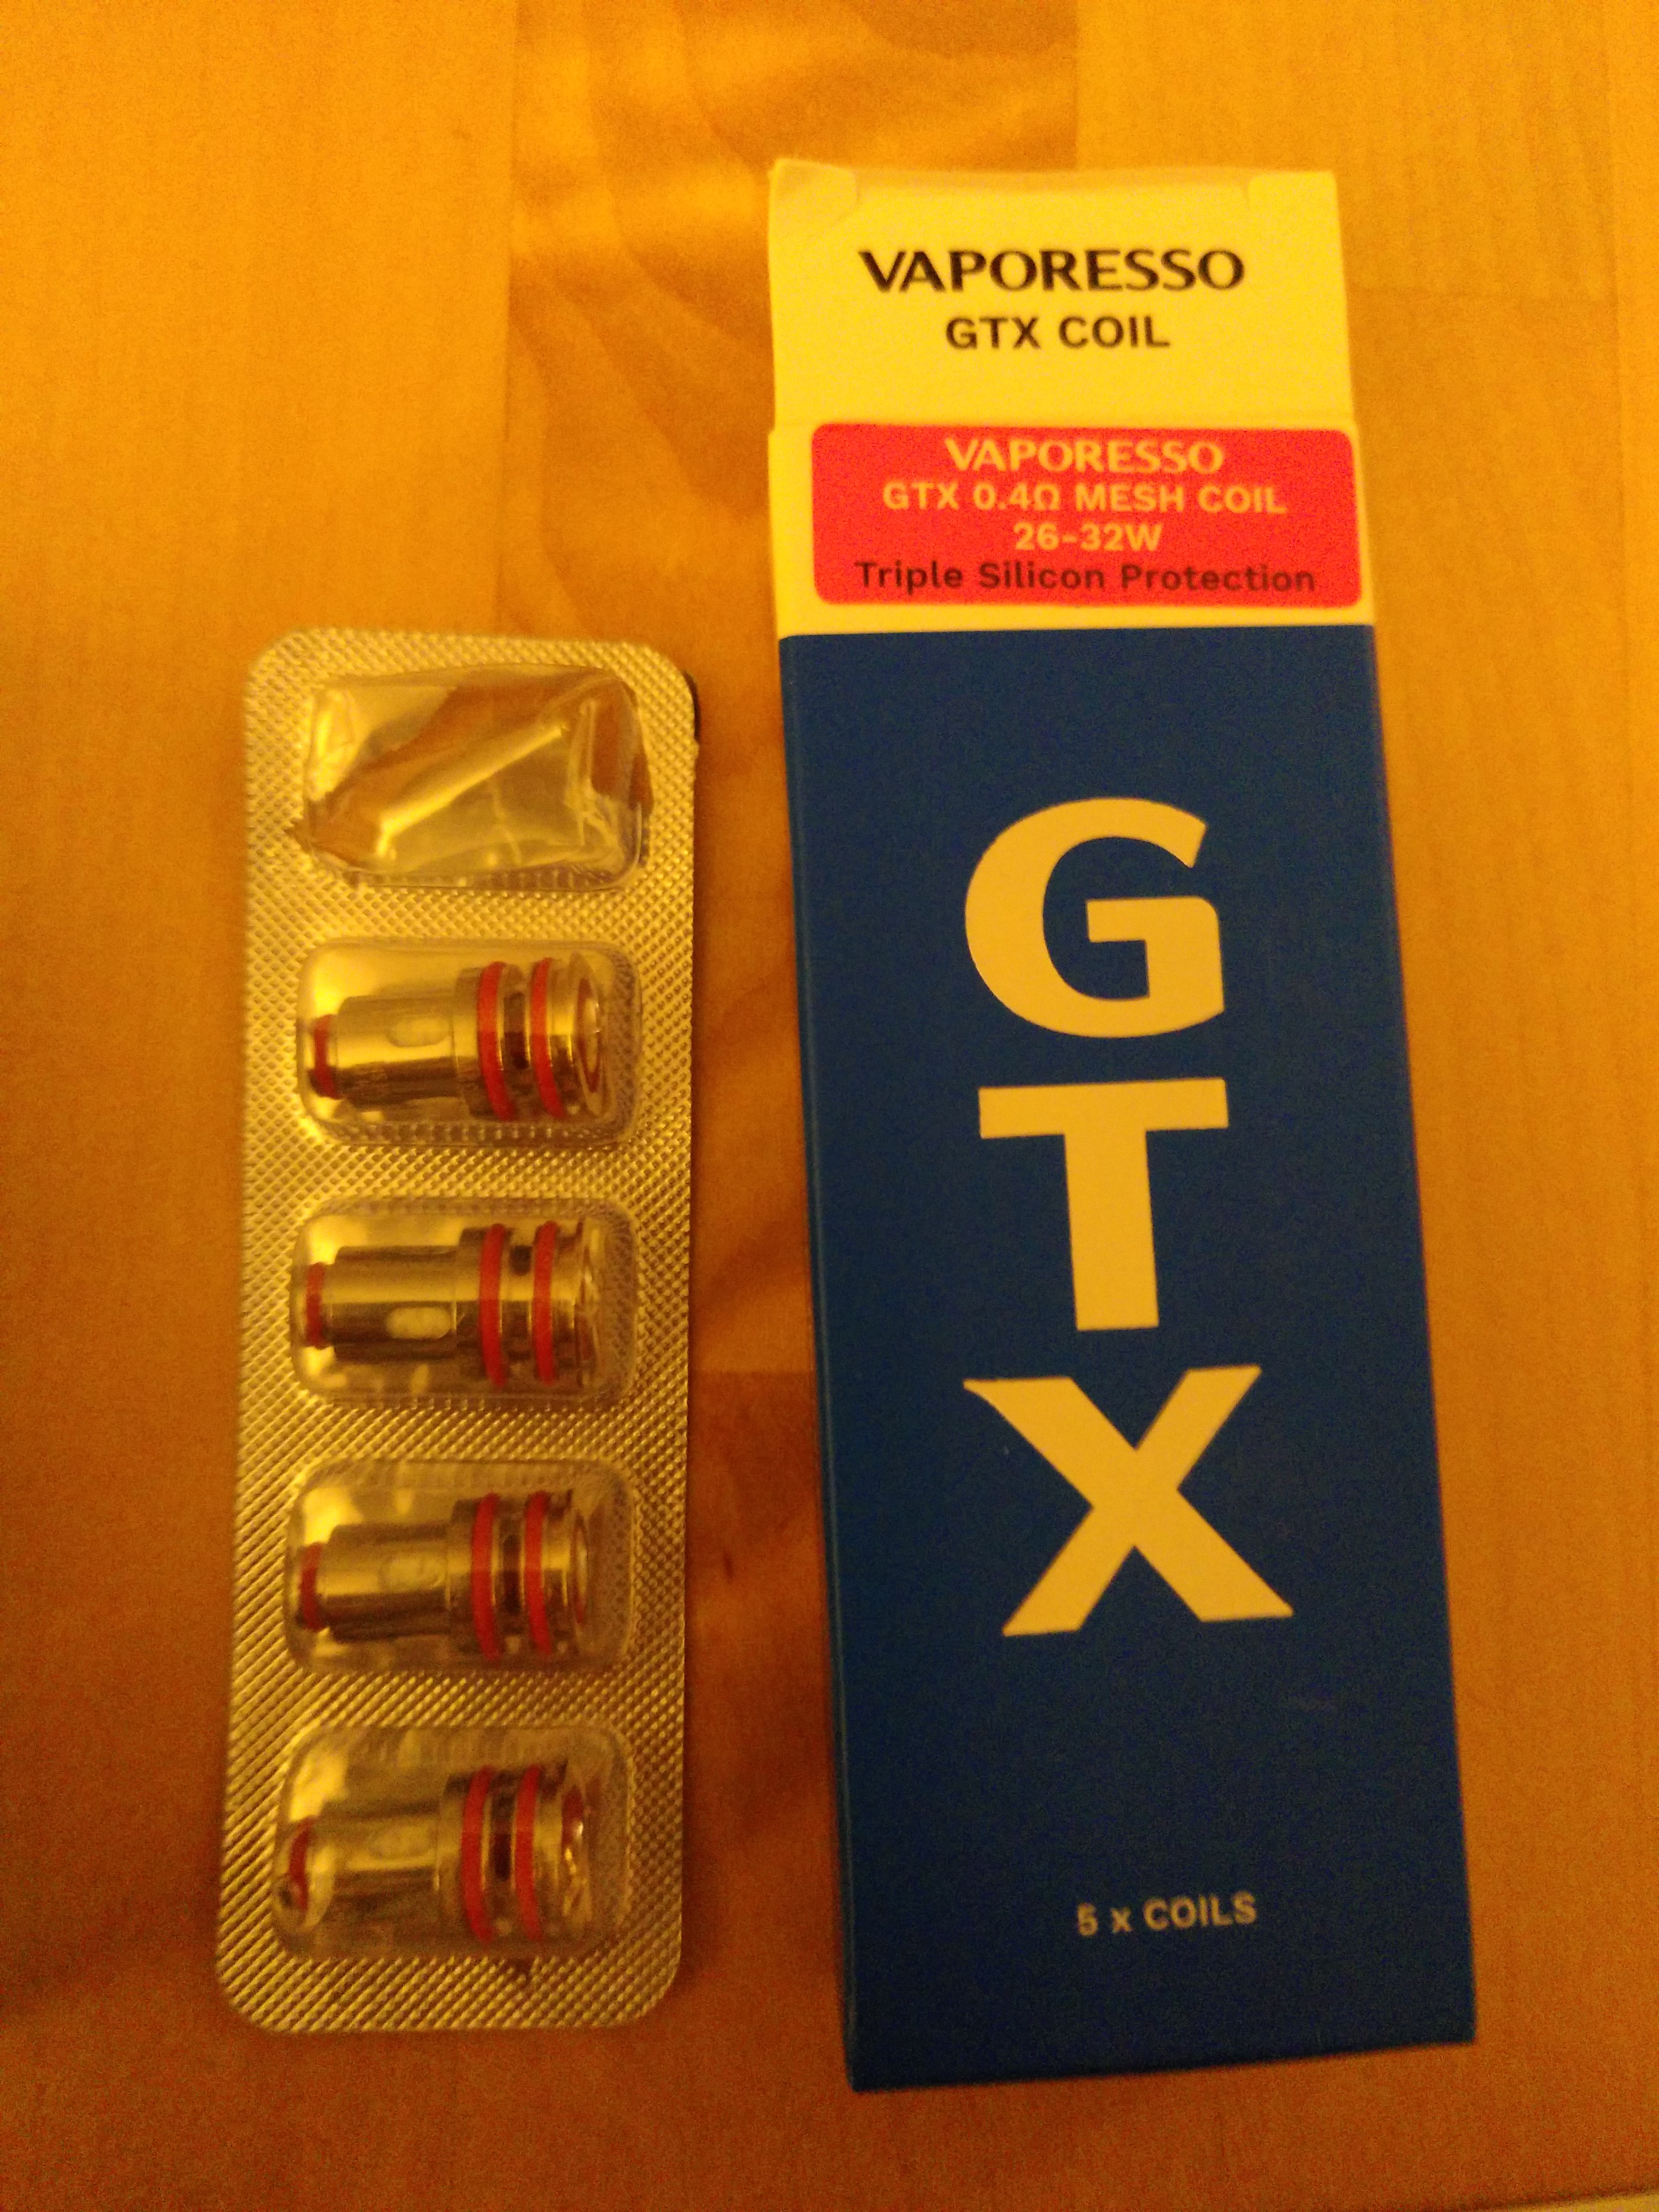 VAPORESSO
GTX COIL
VAPORESSO
GTX 0.4Ω MESH COIL
26-32W
Triple Silicon Protection
G
T
X
5 x COILS